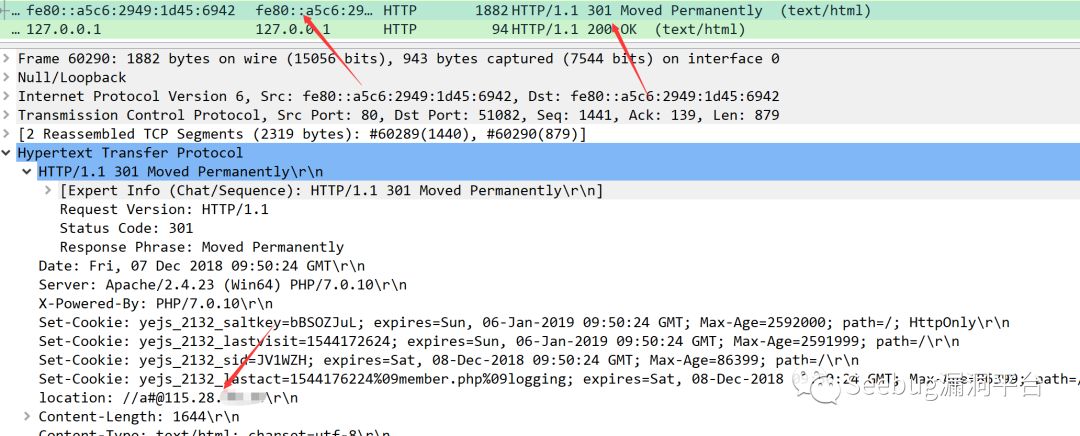 ... fe80::a5c6:2949:1d45:6942 fe80::a5c6:29... HTTP 1882 HTTP/1.1 301 Moved Permanently (text/html)
... 127.0.0.1 127.0.0.1 HTTP 94 HTTP/1.1 200 OK (text/html)
Frame 60290: 1882 bytes on wire (15056 bits), 943 bytes captured (7544 bits) on interface 0
Null/Loopback
Internet Protocol Version 6, Src: fe80::a5c6:2949:1d45:6942, Dst: fe80::a5c6:2949:1d45:6942
Transmission Control Protocol, Src Port: 80, Dst Port: 51082, Seq: 1441, Ack: 139, Len: 879
[2 Reassembled TCP Segments (2319 bytes): #60289(1440), #60290(879)]
Hypertext Transfer Protocol
HTTP/1.1 301 Moved Permanently\r\n
[Expert Info (Chat/Sequence): HTTP/1.1 301 Moved Permanently\r\n]
Request Version: HTTP/1.1
Status Code: 301
Response Phrase: Moved Permanently
Date: Fri, 07 Dec 2018 09:50:24 GMT\r\n
Server: Apache/2.4.23 (Win64) PHP/7.0.10\r\n
X-Powered-By: PHP/7.0.10\r\n
Set-Cookie: yejs_2132_saltkey=bBSOZJuL; expires=Sun, 06-Jan-2019 09:50:24 GMT; Max-Age=2592000; path=/; HttpOnly\r\n
Set-Cookie: yejs_2132_lastvisit=1544172624; expires=Sun, 06-Jan-2019 09:50:24 GMT; Max-Age=2591999; path=/\r\n
Set-Cookie: yejs_2132_sid=JV1WZH; expires=Sat, 08-Dec-2018 09:50:24 GMT; Max-Age=86399; path=/\r\n
Set-Cookie: yejs_2132_lastact=1544176224%09member.php%09logging; expires=Sat, 08-Dec-2018 09:50:24 GMT; Max-Age=86399; path=/
location: //a#@115.28. \r\n
Seebug漏洞平台
Content-Length: 1644\r\n
Content-Type: text/html; charset=utf-8\r\n